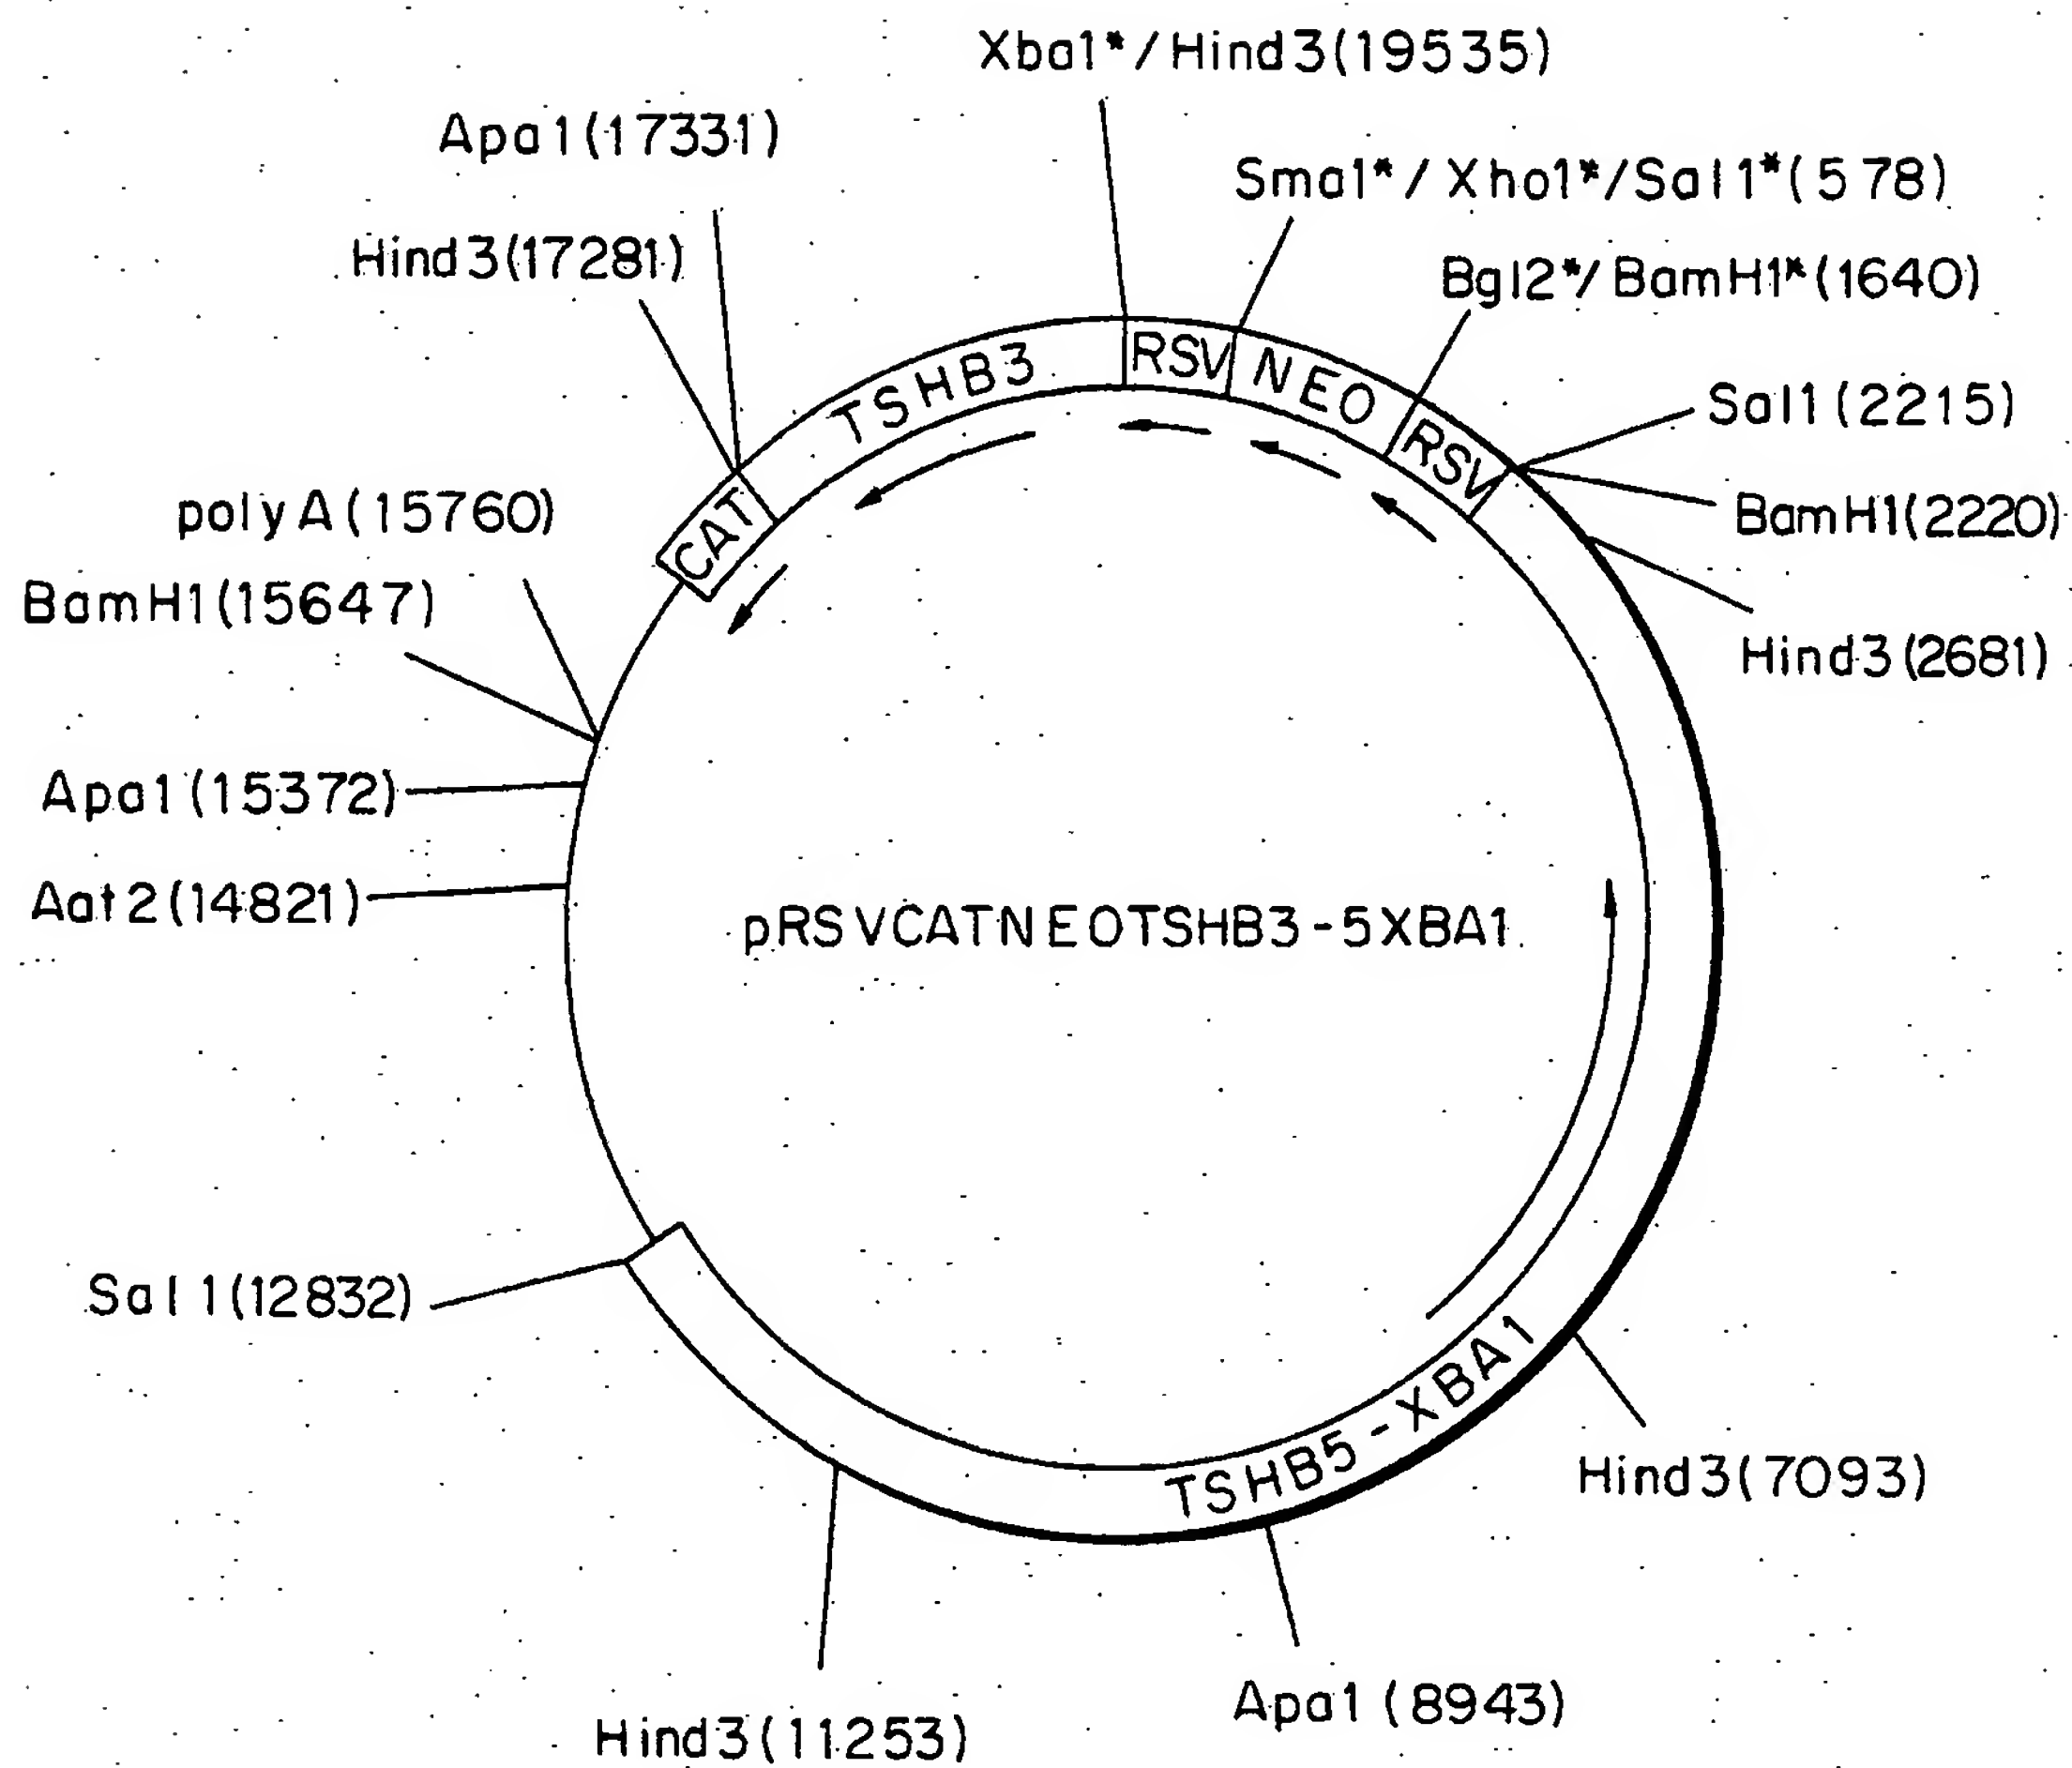 Xba1*/Hind3(19535)
Apa1(17331)
Sma1*/Xho1*/Sal1*(578)
Hind3(17281)
Bgl2*/BamH1*(1640)
TSHB3
RSV
NEO
RSV
Sal1(2215)
CAT
polyA(15760)
BamH1(2220)
BamH1(15647)
Hind3(2681)
Apa1(15372)
Aat2(14821)
pRSVCATNEOTSHB3-5XBA1
Sal1(12832)
TSHB5-XBA1
Hind3(7093)
Apa1(8943)
Hind3(11253)